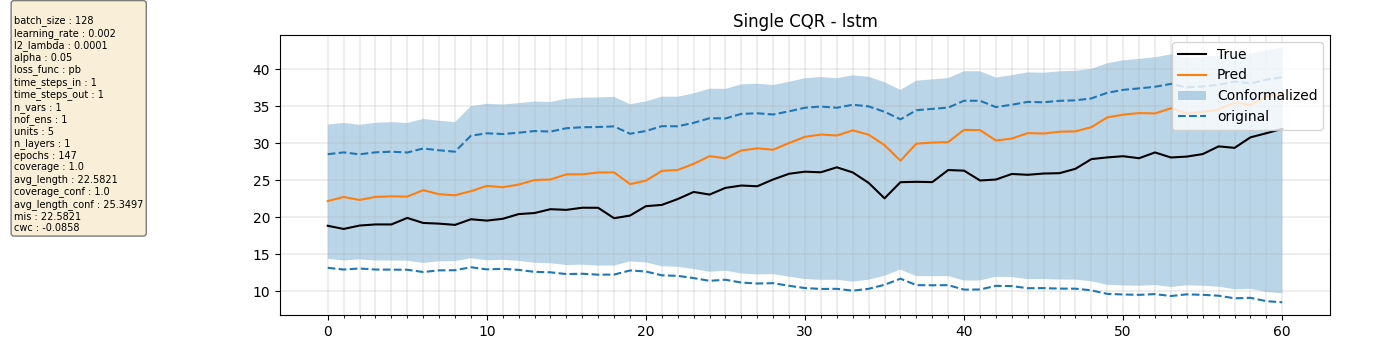 batch_size : 128
learning_rate : 0.002
l2_lambda : 0.0001
alpha : 0.05
loss_func : pb
time_steps_in : 1
time_steps_out : 1
n_vars : 1
nof_ens : 1
units : 5
n_layers : 1
epochs : 147
coverage : 1.0
avg_length : 22.5821
coverage_conf : 1.0
avg_length_conf : 25.3497
mis : 22.5821
cwc : -0.0858
Single CQR - lstm
True
Pred
Conformalized
original
40
35
30
25
20
15
10
0 10 20 30 40 50 60